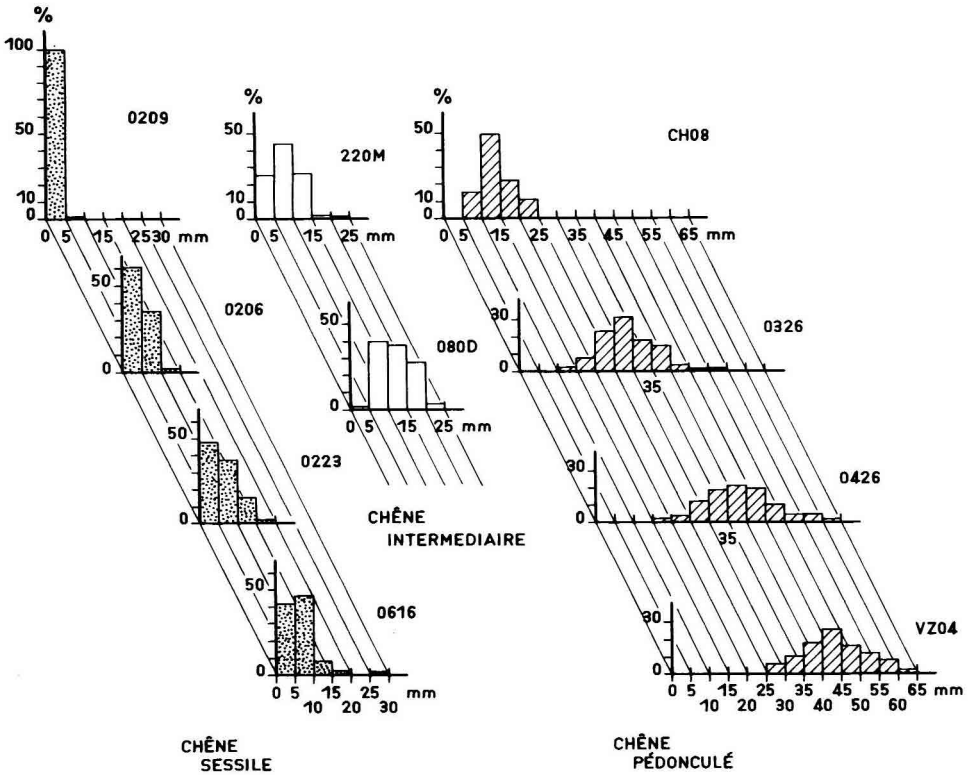 %
100
50
10
0
0209
0 5 15 25 30 mm
%
50
10
0
220M
0 5 15 25 mm
%
50
10
0
CH08
0 5 15 25 35 45 55 65 mm
50
0
0206
50
0
080D
0 5 15 25 mm
30
0
0326
35
50
0
0223
CHÊNE
INTERMEDIAIRE
30
0
0426
35
50
0
0616
0 5 15 25 mm
10 20 30
30
0
VZ04
0 5 15 25 35 45 55 65 mm
10 20 30 40 50 60
CHÊNE
SESSILE
CHÊNE
PÉDONCULÉ